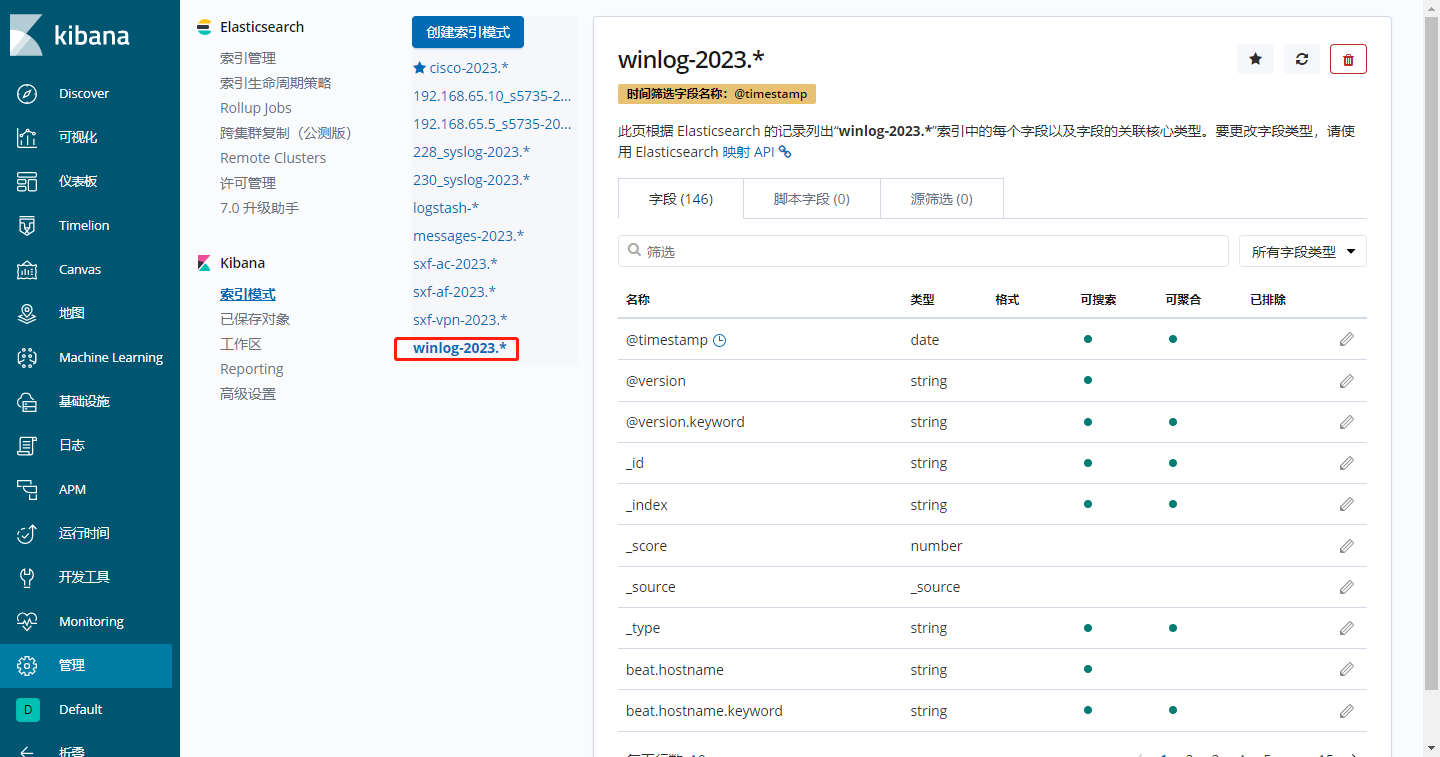 kibana
Discover
可视化
仪表板
Timelion
Canvas
地图
Machine Learning
基础设施
日志
APM
运行时间
开发工具
Monitoring
管理
D Default
折叠
Elasticsearch
索引管理
索引生命周期策略
Rollup Jobs
跨集群复制（公测版）
Remote Clusters
许可管理
7.0 升级助手
Kibana
索引模式
已保存对象
工作区
Reporting
高级设置
创建索引模式
cisco-2023.*
192.168.65.10_s5735-2...
192.168.65.5_s5735-20...
228_syslog-2023.*
230_syslog-2023.*
logstash-*
messages-2023.*
sxf-ac-2023.*
sxf-af-2023.*
sxf-vpn-2023.*
winlog-2023.*
winlog-2023.*
时间筛选字段名称：@timestamp
此页根据 Elasticsearch 的记录列出“winlog-2023.*”索引中的每个字段以及字段的关联核心类型。要更改字段类型，请使
用 Elasticsearch 映射 API
字段 (146) 脚本字段 (0) 源筛选 (0)
筛选 所有字段类型
名称 类型 格式 可搜索 可聚合 已排除
@timestamp date
@version string
@version.keyword string
_id string
_index string
_score number
_source _source
_type string
beat.hostname string
beat.hostname.keyword string